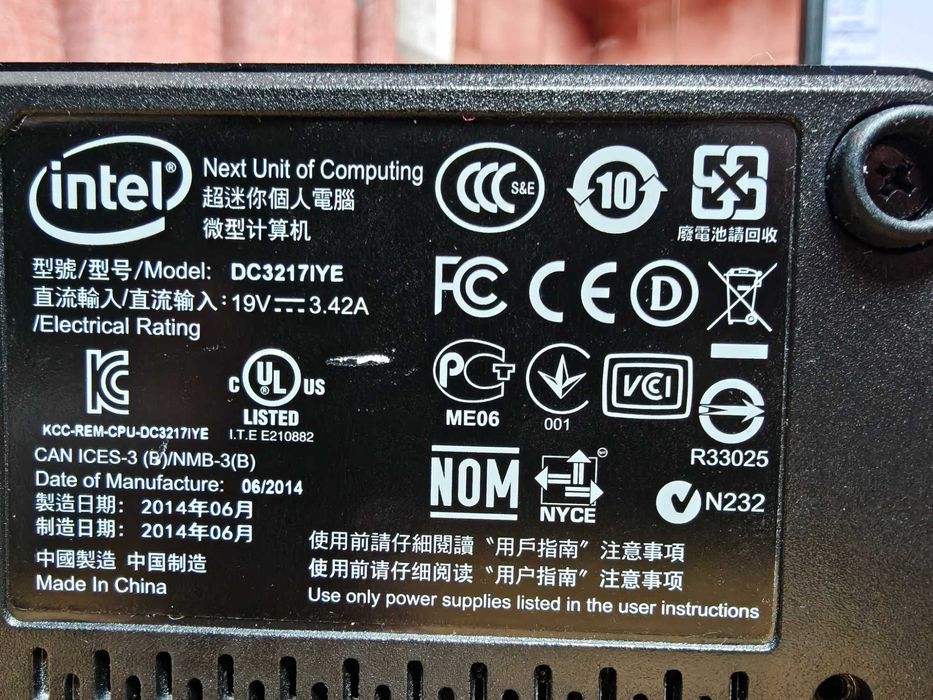 intel®
Next Unit of Computing
超迷你個人電腦
微型计算机
CCC S&E
10
廢電池請回收
型號/型号/Model: DC3217IYE
直流輸入/直流输入:19V⎓3.42A
/Electrical Rating
FC CE D
KC
KCC-REM-CPU-DC3217IYE
C UL® US
LISTED
I.T.E E210882
PCT
ME06
001
VCI
R33025
CAN ICES-3 (B)/NMB-3(B)
Date of Manufacture: 06/2014
製造日期: 2014年06月
制造日期: 2014年06月
中國製造 中国制造
Made In China
NOM
NYCE
N232
使用前請仔細閱讀〝用戶指南〞注意事項
使用前请仔细阅读〝用户指南〞注意事项
Use only power supplies listed in the user instructions